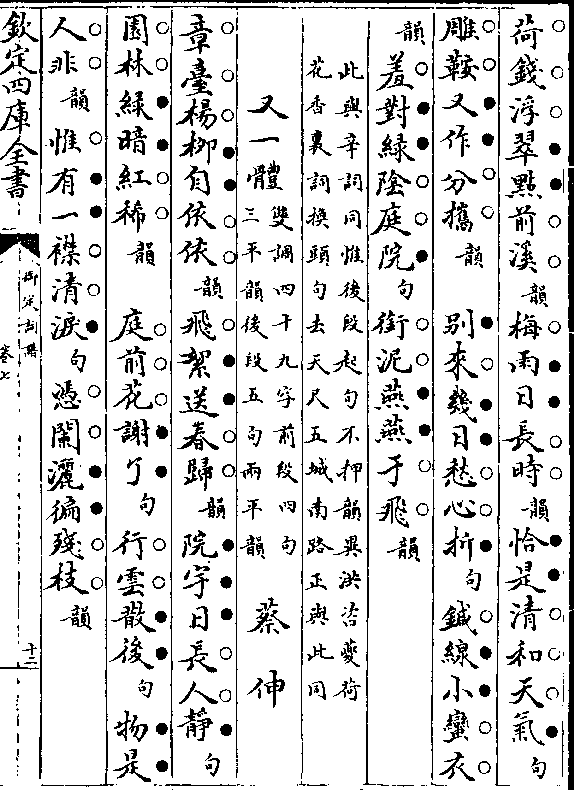 荷錢浮翠點前溪韻梅雨日長時韻恰是清和天氣句
雕鞍又作分攜韻　別來幾日愁心折句鍼線小蠻衣
韻羞對綠陰庭院句銜泥燕燕于飛韻
此與辛詞同惟後段起句不押韻異洪咨夔荷
花香裏詞換頭句去天尺五城南路正與此同
又一體雙調四十九字前段四句
三平韻後段五句兩平韻
蔡伸
章臺楊柳自依依韻飛絮送春歸韻院宇日長人靜句
園林綠暗紅稀韻　庭前花謝了句行雲散後句物是
人非韻惟有一襟清淚句憑闌灑徧殘枝韻
欽定四庫全書
御定詞譜
卷七
十二